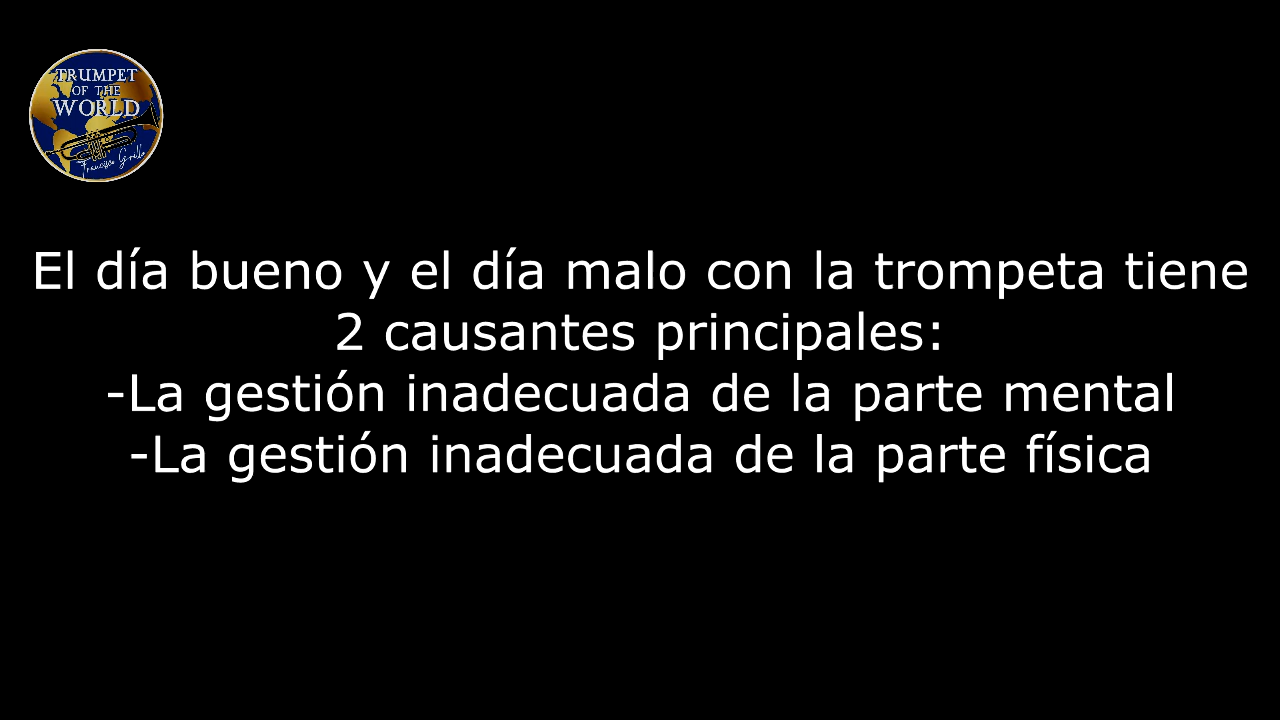 TRUMPET
OF THE
WORLD
El día bueno y el día malo con la trompeta tiene
2 causantes principales:
-La gestión inadecuada de la parte mental
-La gestión inadecuada de la parte física